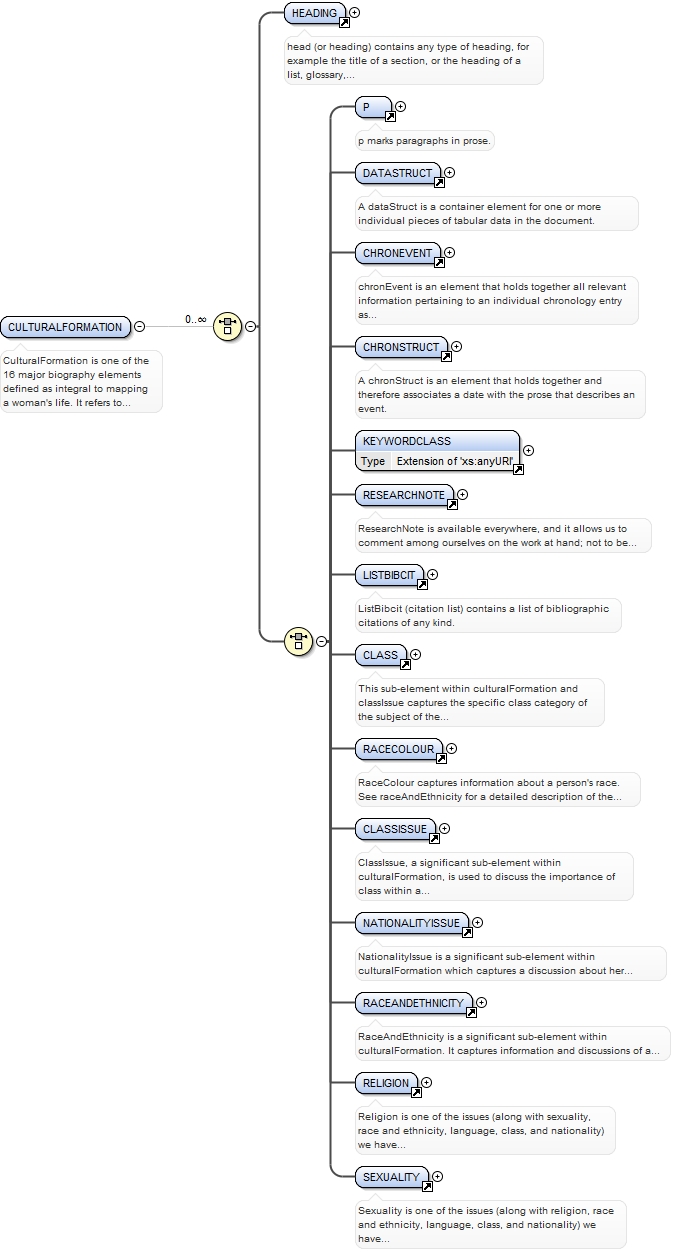 HEADING
head (or heading) contains any type of heading, for
example the title of a section, or the heading of a
list, glossary,...
P
p marks paragraphs in prose.
DATASTRUCT
A dataStruct is a container element for one or more
individual pieces of tabular data in the document.
CHRONEVENT
chronEvent is an element that holds together all relevant
information pertaining to an individual chronology entry
as...
CULTURALFORMATION
0..∞
CulturalFormation is one of the
16 major biography elements
defined as integral to mapping
a woman's life. It refers to...
CHRONSTRUCT
A chronStruct is an element that holds together and
therefore associates a date with the prose that describes an
event.
KEYWORDCLASS
Type Extension of 'xs:anyURI'
RESEARCHNOTE
ResearchNote is available everywhere, and it allows us to
comment among ourselves on the work at hand; not to be...
LISTBIBCIT
ListBibcit (citation list) contains a list of bibliographic
citations of any kind.
CLASS
This sub-element within culturalFormation and
classIssue captures the specific class category of
the subject of the...
RACECOLOUR
RaceColour captures information about a person's race.
See raceAndEthnicity for a detailed description of the...
CLASSISSUE
ClassIssue, a significant sub-element within
culturalFormation, is used to discuss the importance of
class within a...
NATIONALITYISSUE
NationalityIssue is a significant sub-element within
culturalFormation which captures a discussion about her...
RACEANDETHNICITY
RaceAndEthnicity is a significant sub-element within
culturalFormation. It captures information and discussions of a...
RELIGION
Religion is one of the issues (along with sexuality,
race and ethnicity, language, class, and nationality)
we have...
SEXUALITY
Sexuality is one of the issues (along with religion, race
and ethnicity, language, class, and nationality) we
have...